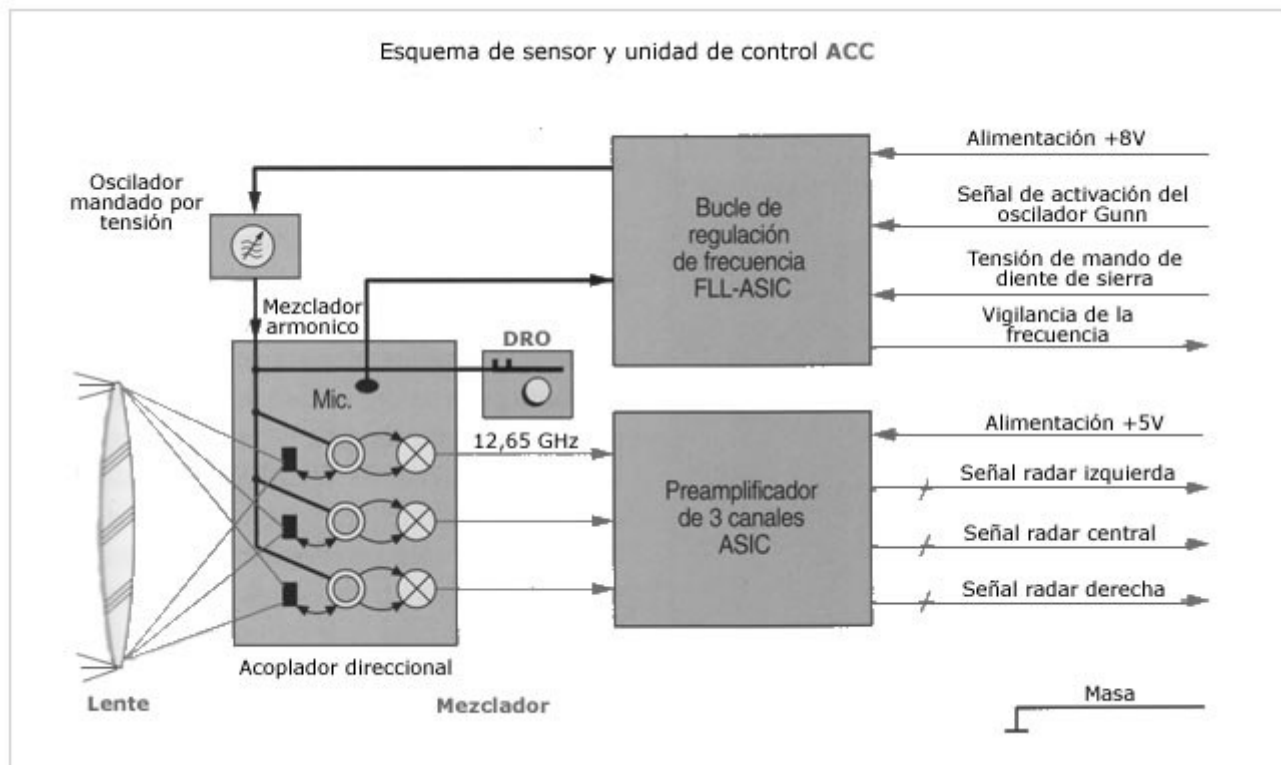 Esquema de sensor y unidad de control ACC
Oscilador
mandado por
tensión
Mezclador
armonico
DRO
Mic.
12,65 GHz
Bucle de
regulación
de frecuencia
FLL-ASIC
Alimentación +8V
Señal de activación del
oscilador Gunn
Tensión de mando de
diente de sierra
Vigilancia de la
frecuencia
Preamplificador
de 3 canales
ASIC
Alimentación +5V
Señal radar izquierda
Señal radar central
Señal radar derecha
Acoplador direccional
Lente
Mezclador
Masa